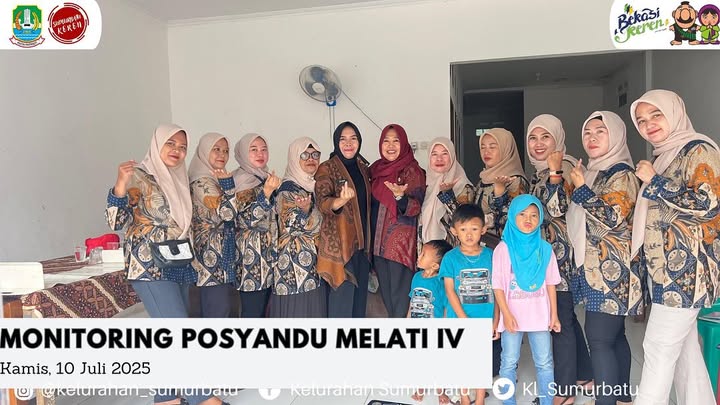 SUMURBATU
KEREN
Bekasi
Keren
MONITORING POSYANDU MELATI IV
Kamis, 10 Juli 2025
@kelurahan_sumurbatu
Kelurahan Sumurbatu
KL_Sumurbatu